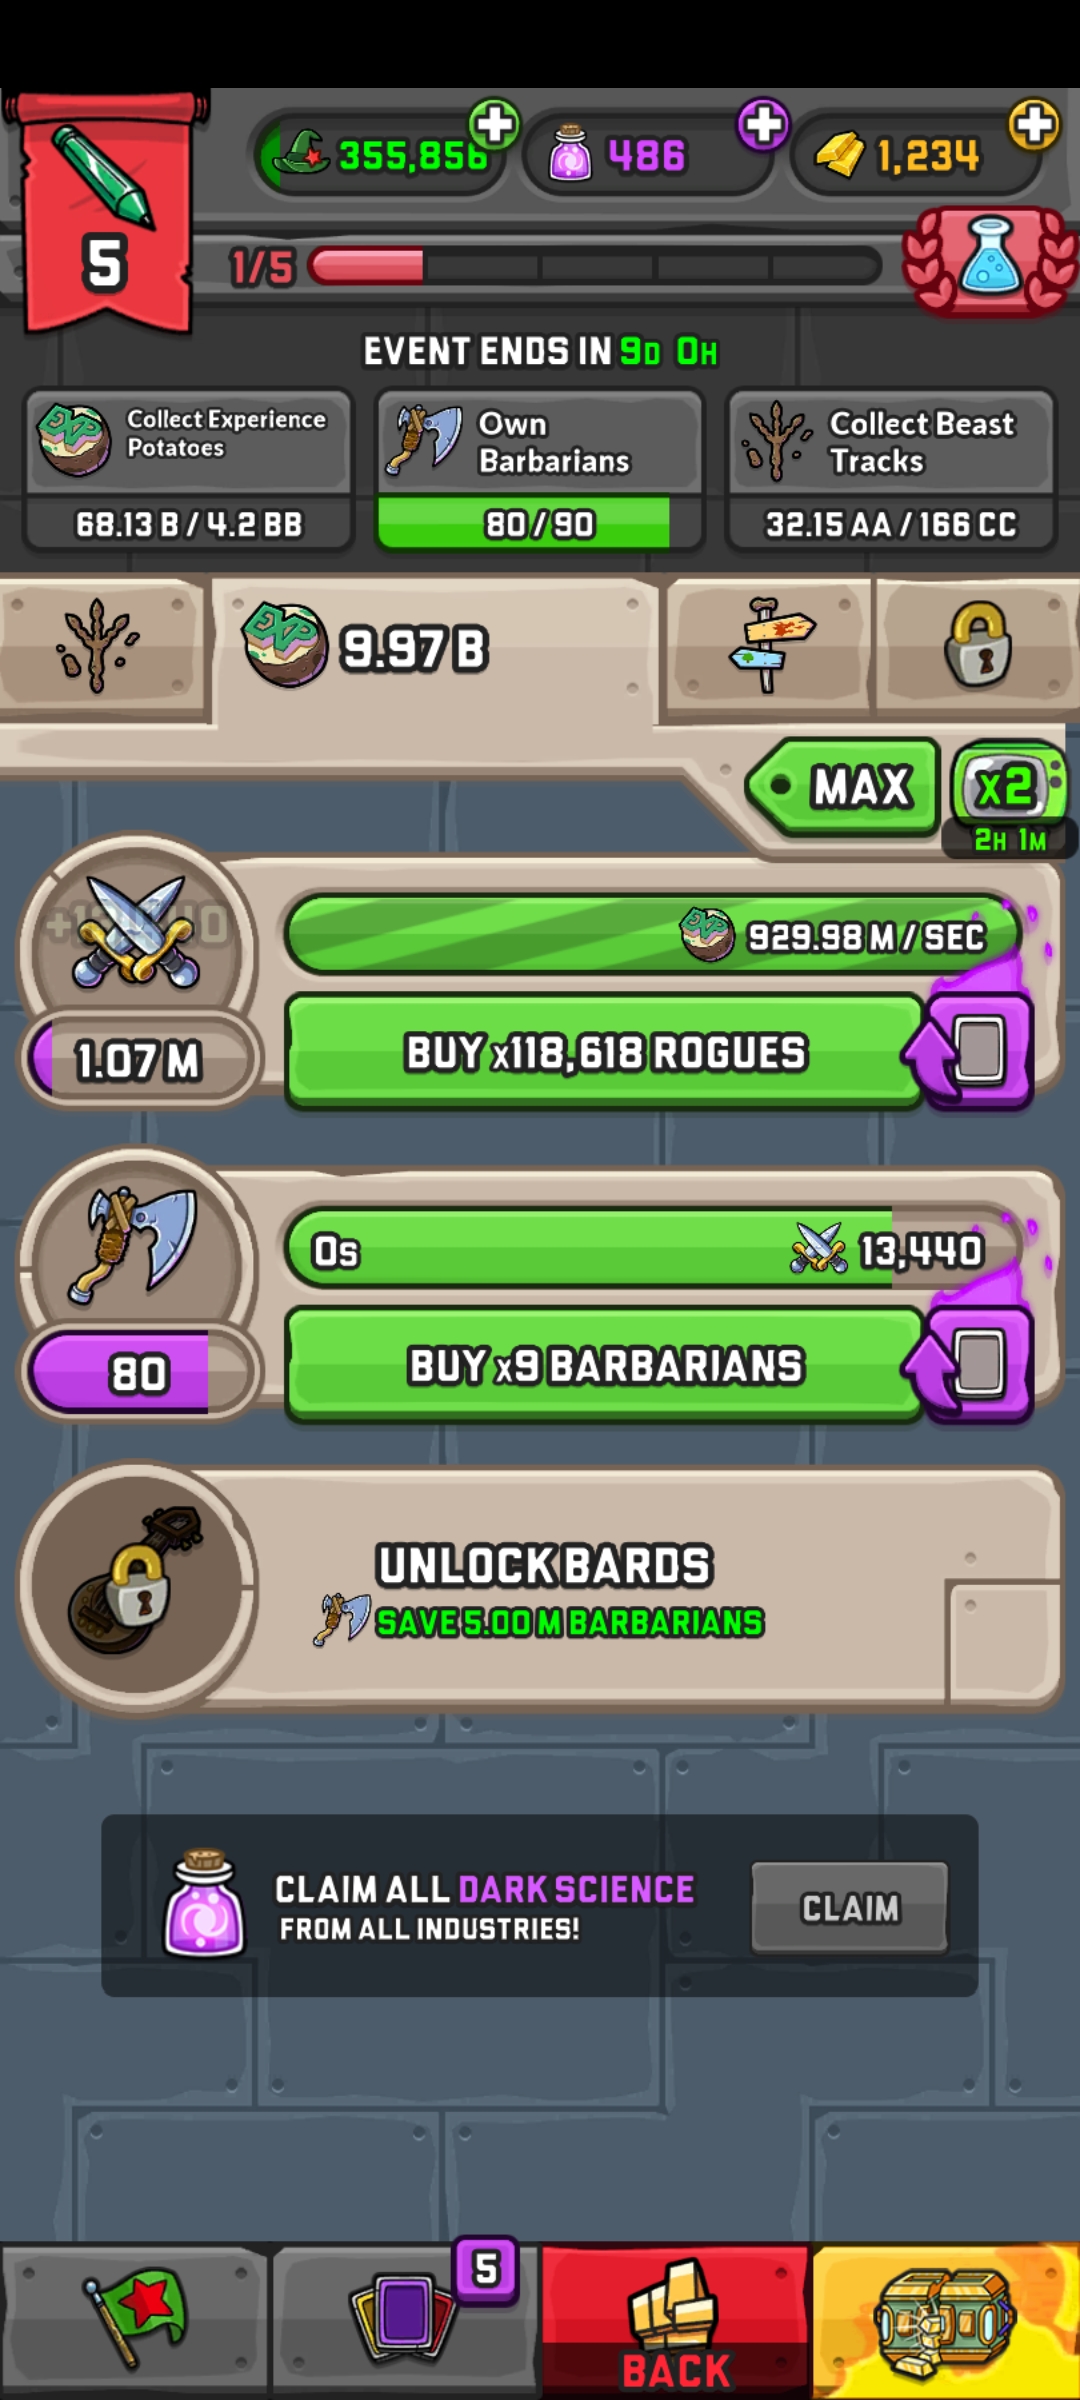 355,856
486
1,234
5
1/5
EVENT ENDS IN 9D 0H
EXP
Collect Experience
Potatoes
68.13 B / 4.2 BB
Own
Barbarians
80 / 90
Collect Beast
Tracks
32.15 AA / 166 CC
EXP
9.97 B
MAX
x2
2H 1M
EXP
929.98 M / SEC
BUY x118,618 ROGUES
1.07 M
0s
13,440
BUY x9 BARBARIANS
80
UNLOCK BARDS
SAVE 5.00 M BARBARIANS
CLAIM ALL DARK SCIENCE
FROM ALL INDUSTRIES!
CLAIM
5
BACK